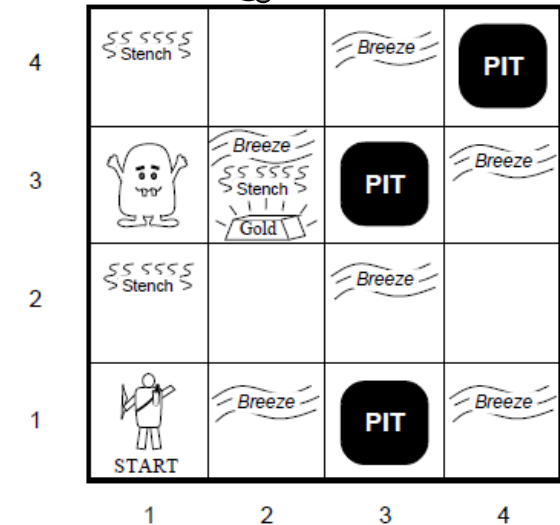 4
Stench
Breeze
PIT
3
Breeze
Stench
Gold
PIT
Breeze
2
Stench
Breeze
1
START
Breeze
PIT
Breeze
1 2 3 4